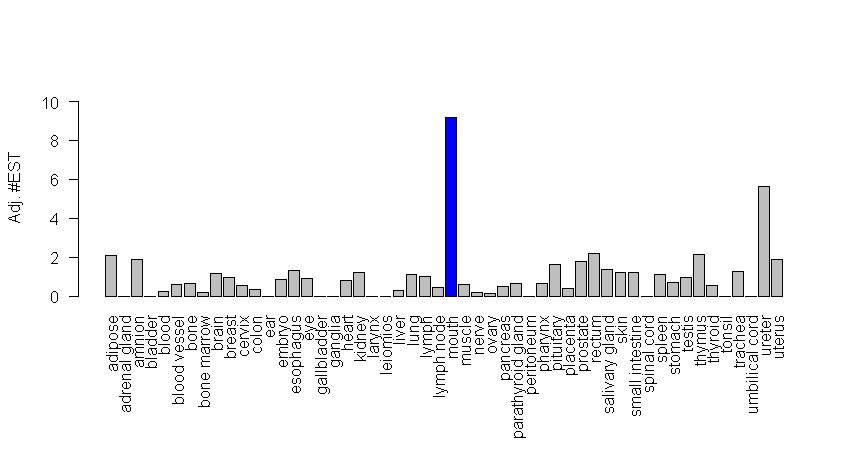 Adj. #EST
10
8
6
4
2
0
adipose
adrenal gland
amnion
bladder
blood
blood vessel
bone
bone marrow
brain
breast
cervix
colon
ear
embryo
esophagus
eye
gallbladder
ganglia
heart
kidney
larynx
leiomios
liver
lung
lymph
lymph node
mouth
muscle
nerve
ovary
pancreas
parathyroid gland
peritoneum
pharynx
pituitary
placenta
prostate
rectum
salivary gland
skin
small intestine
spinal cord
spleen
stomach
testis
thymus
thyroid
tonsil
trachea
umbilical cord
ureter
uterus